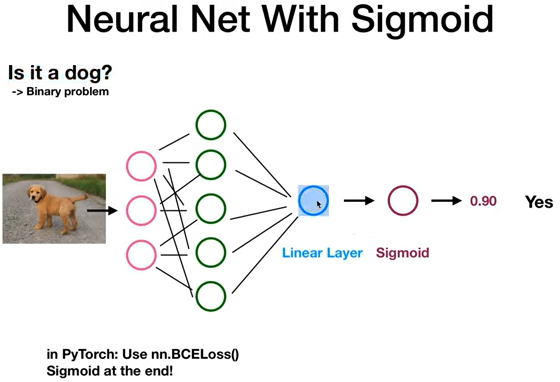 Neural Net With Sigmoid
Is it a dog?
-> Binary problem
0.90
Yes
Linear Layer
Sigmoid
in PyTorch: Use nn.BCELoss()
Sigmoid at the end!